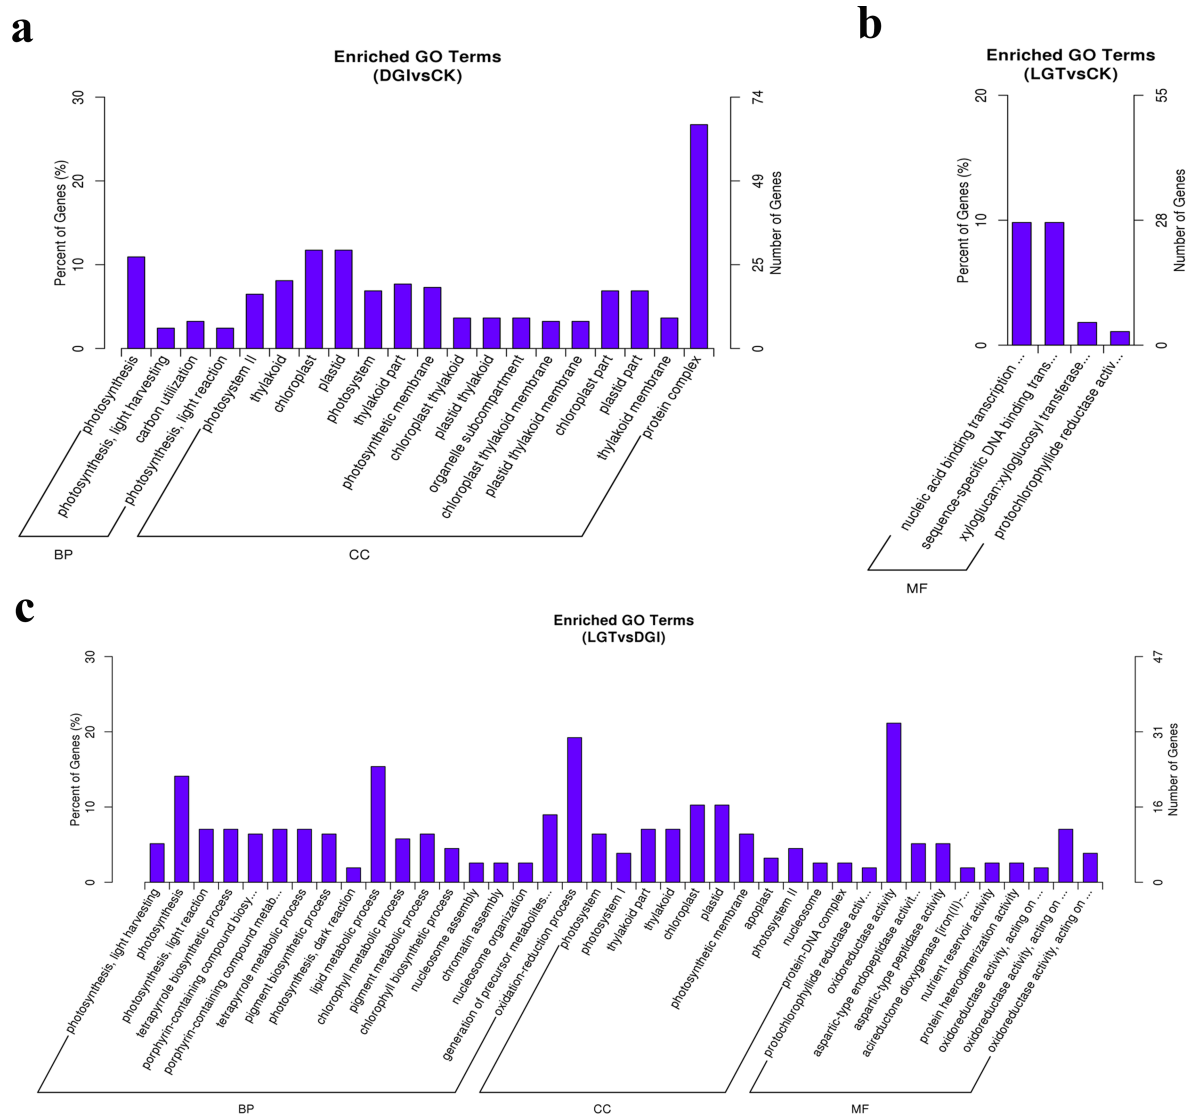 a
Enriched GO Terms
(DGIvsCK)
Percent of Genes (%)
30
20
10
0
74
49
25
0
Number of Genes
photosynthesis
photosynthesis, light harvesting
carbon utilization
photosynthesis, light reaction
photosystem II
thylakoid
chloroplast
plastid
photosystem
thylakoid part
photosynthetic membrane
chloroplast thylakoid
plastid thylakoid
organelle subcompartment
chloroplast thylakoid membrane
plastid thylakoid membrane
chloroplast part
plastid part
thylakoid membrane
protein complex
BP
CC
b
Enriched GO Terms
(LGTvsCK)
Percent of Genes (%)
20
10
0
55
28
0
Number of Genes
nucleic acid binding transcription ...
sequence-specific DNA binding trans...
xyloglucan:xyloglucosyl transferase...
protochlorophyllide reductase activ...
MF
c
Enriched GO Terms
(LGTvsDGI)
Percent of Genes (%)
30
20
10
0
47
31
16
0
Number of Genes
photosynthesis, light harvesting
photosynthesis
photosynthesis, light reaction
tetrapyrrole biosynthetic process
porphyrin-containing compound biosy...
porphyrin-containing compound metab...
tetrapyrrole metabolic process
pigment biosynthetic process
photosynthesis, dark reaction
lipid metabolic process
chlorophyll metabolic process
pigment metabolic process
chlorophyll biosynthetic process
nucleosome assembly
chromatin assembly
nucleosome organization
generation of precursor metabolites...
oxidation-reduction process
photosystem
photosystem I
thylakoid part
thylakoid
chloroplast
plastid
photosynthetic membrane
apoplast
photosystem II
nucleosome
protein-DNA complex
protochlorophyllide reductase activ...
oxidoreductase activity
aspartic-type endopeptidase activit...
aspartic-type peptidase activity
acireductone dioxygenase [iron(II)-...
nutrient reservoir activity
protein heterodimerization activity
oxidoreductase activity, acting on ...
oxidoreductase activity, acting on ...
oxidoreductase activity, acting on ...
BP
CC
MF